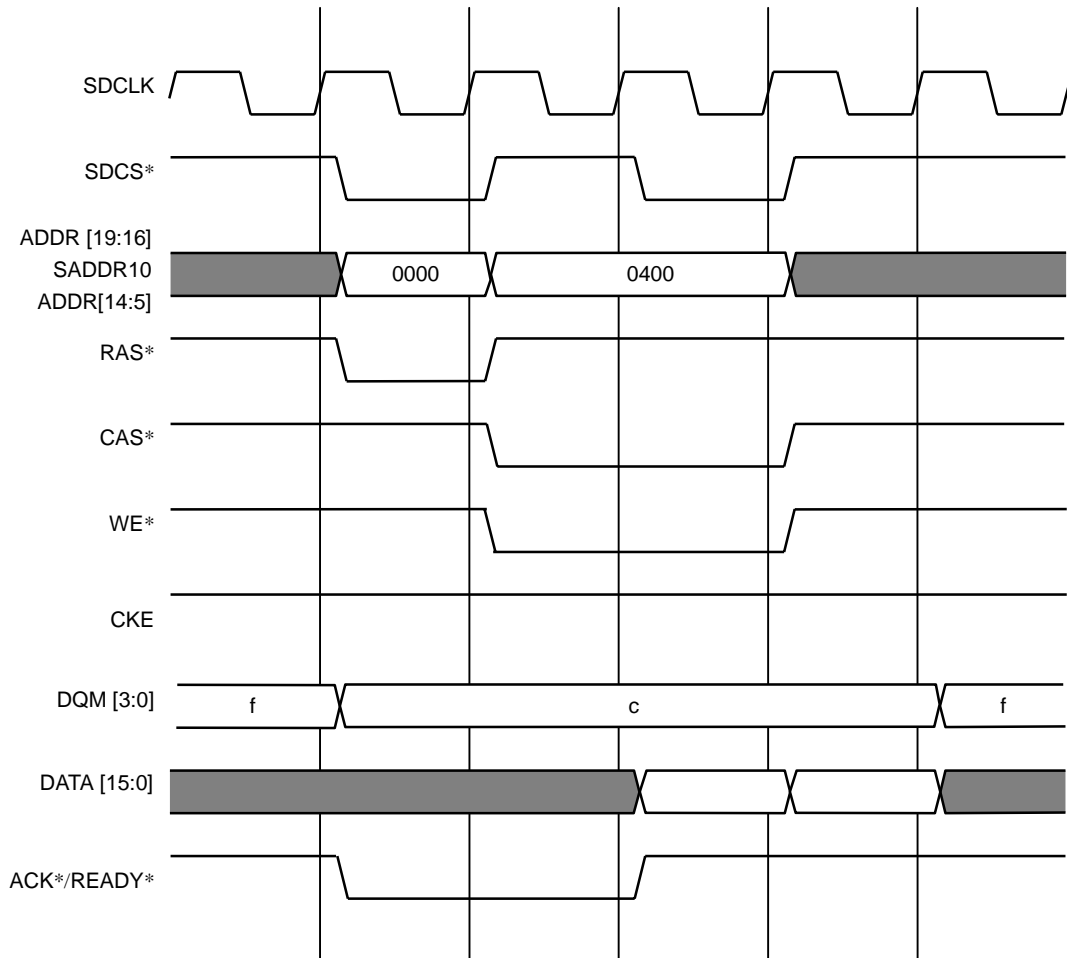 SDCLK
SDCS*
ADDR [19:16]
SADDR10
ADDR[14:5]
0000 0400
RAS*
CAS*
WE*
CKE
DQM [3:0]
f c f
DATA [15:0]
ACK*/READY*